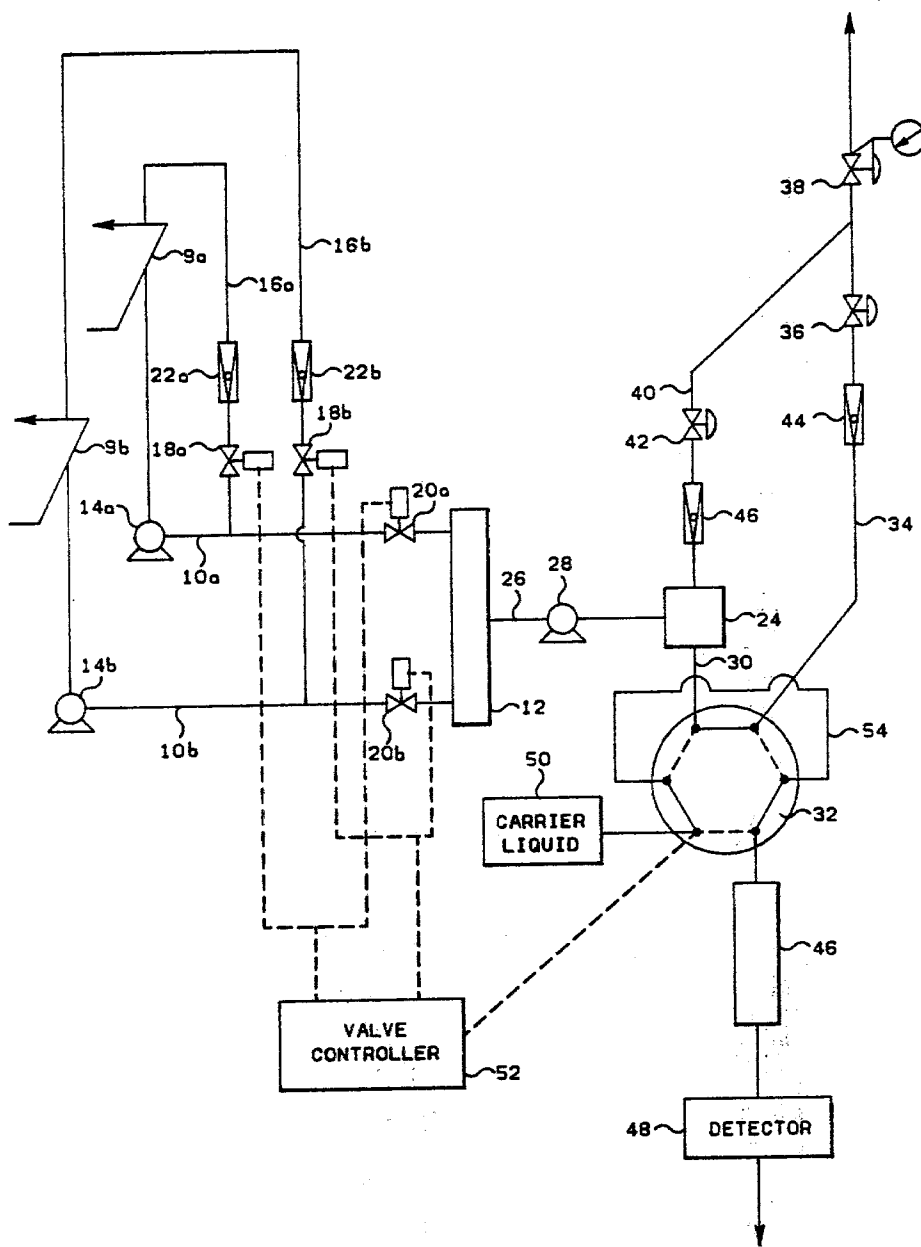 38
16b
9a
16a
36
22a
22b
40
44
18b
42
9b
18a
20a
46
14a
34
10a
26
28
24
30
14b
12
54
10b
20b
50
CARRIER
LIQUID
32
46
VALVE
CONTROLLER
52
48
DETECTOR